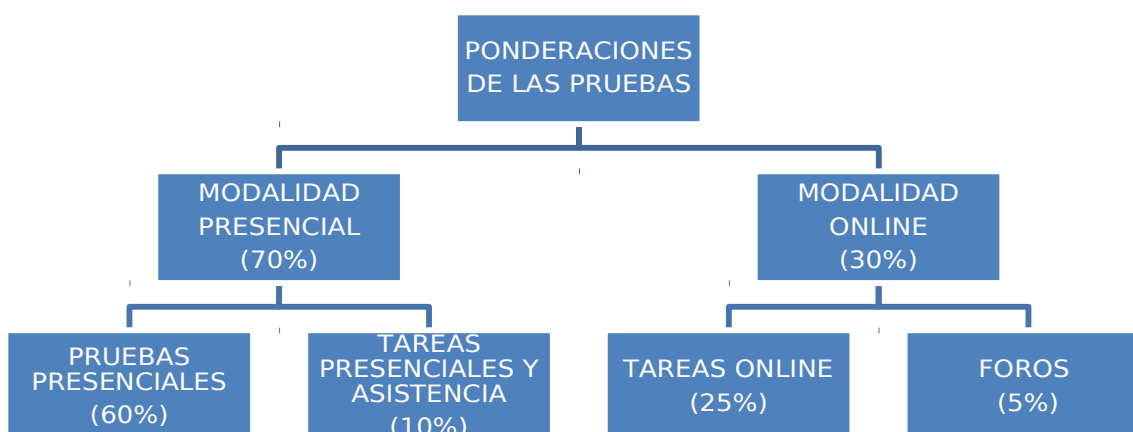 PONDERACIONES
DE LAS PRUEBAS
MODALIDAD
PRESENCIAL
(70%)
MODALIDAD
ONLINE
(30%)
PRUEBAS
PRESENCIALES
(60%)
TAREAS
PRESENCIALES Y
ASISTENCIA
(10%)
TAREAS ONLINE
(25%)
FOROS
(5%)